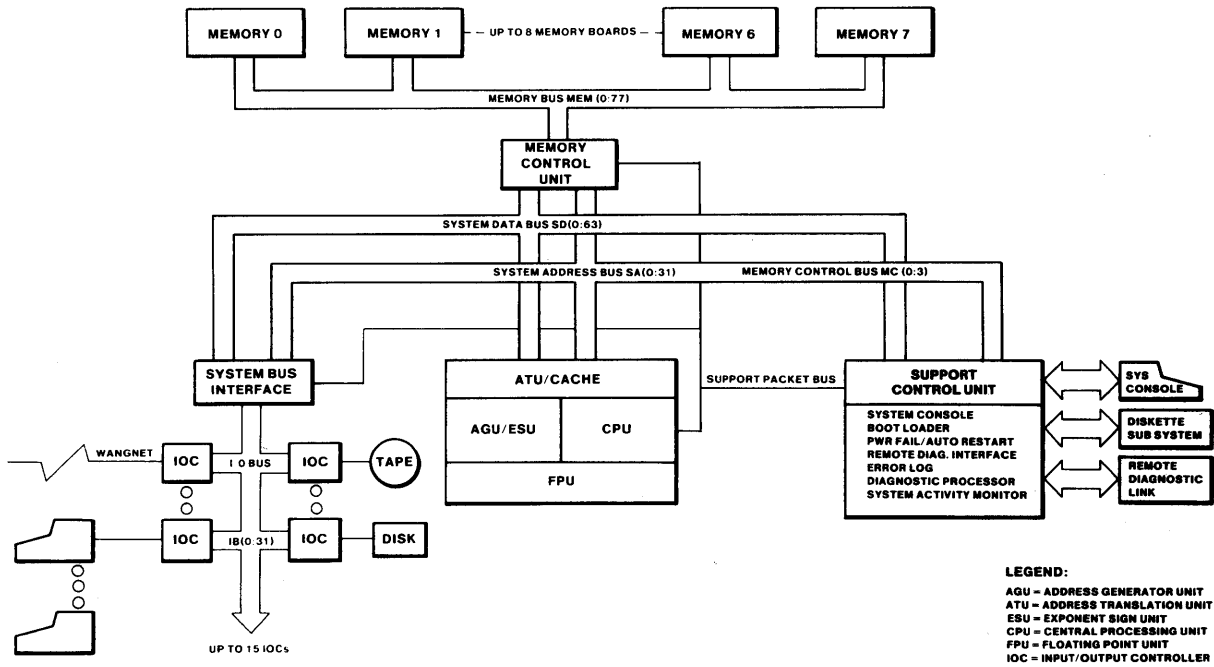 MEMORY 0
MEMORY 1
UP TO 8 MEMORY BOARDS
MEMORY 6
MEMORY 7
MEMORY BUS MEM (0:77)
MEMORY
CONTROL
UNIT
SYSTEM DATA BUS SD(0:63)
SYSTEM ADDRESS BUS SA(0:31)
MEMORY CONTROL BUS MC (0:3)
SYSTEM BUS
INTERFACE
ATU/CACHE
AGU/ESU
CPU
FPU
SUPPORT PACKET BUS
SUPPORT
CONTROL UNIT
SYSTEM CONSOLE
BOOT LOADER
PWR FAIL/AUTO RESTART
REMOTE DIAG. INTERFACE
ERROR LOG
DIAGNOSTIC PROCESSOR
SYSTEM ACTIVITY MONITOR
SYS
CONSOLE
DISKETTE
SUB SYSTEM
REMOTE
DIAGNOSTIC
LINK
WANGNET
IOC
I O BUS
IOC
TAPE
IOC
IB(0:31)
IOC
DISK
UP TO 15 IOCs
LEGEND:
AGU = ADDRESS GENERATOR UNIT
ATU = ADDRESS TRANSLATION UNIT
ESU = EXPONENT SIGN UNIT
CPU = CENTRAL PROCESSING UNIT
FPU = FLOATING POINT UNIT
IOC = INPUT/OUTPUT CONTROLLER